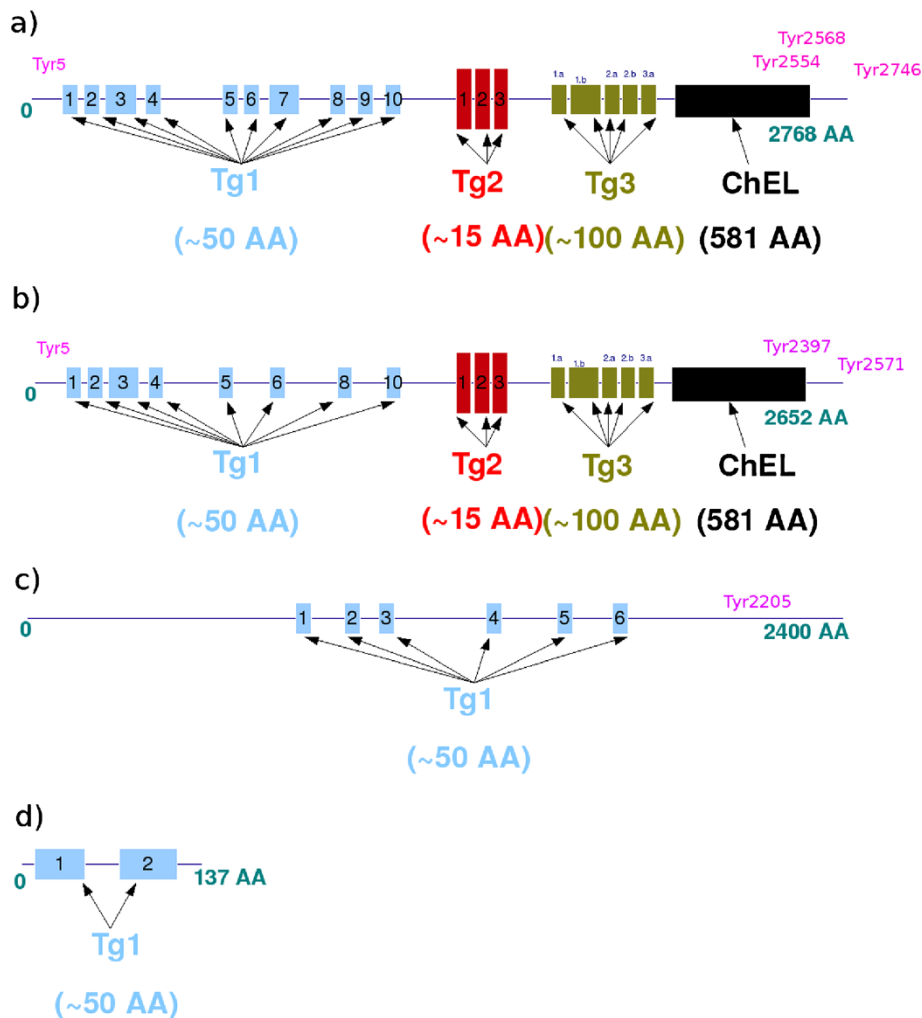 a)
Tyr2568
Tyr5 Tyr2554 Tyr2746
1.a 1.b 2.a 2.b 3.a
1 2 3 4 5 6 7 8 9 10 1 2 3
0 2768 AA
Tg1 Tg2 Tg3 ChEL
(~50 AA) (~15 AA) (~100 AA) (581 AA)
b)
Tyr5 Tyr2397
Tyr2571
1.a 1.b 2.a 2.b 3.a
1 2 3 4 5 6 8 10 1 2 3
0 2652 AA
Tg1 Tg2 Tg3 ChEL
(~50 AA) (~15 AA) (~100 AA) (581 AA)
c)
Tyr2205
1 2 3 4 5 6
0 2400 AA
Tg1
(~50 AA)
d)
1 2
0 137 AA
Tg1
(~50 AA)